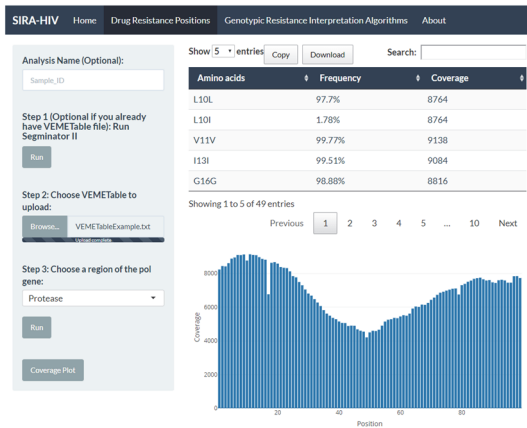 SIRA-HIV Home Drug Resistance Positions Genotypic Resistance Interpretation Algorithms About
Analysis Name (Optional):
Sample_ID
Step 1 (Optional if you already
have VEMETable file): Run
Segminator II
Run
Step 2: Choose VEMETable to
upload:
Browse... VEMETableExample.txt
Upload complete
Step 3: Choose a region of the pol
gene:
Protease
Run
Coverage Plot
Show 5 entries Copy Download Search:
Amino acids Frequency Coverage
L10L 97.7% 8764
L10I 1.78% 8764
V11V 99.77% 9138
I13I 99.51% 9084
G16G 98.88% 8816
Showing 1 to 5 of 49 entries
Previous 1 2 3 4 5 ... 10 Next
8000
6000
4000
2000
0
Coverage
20 40 60 80
Position